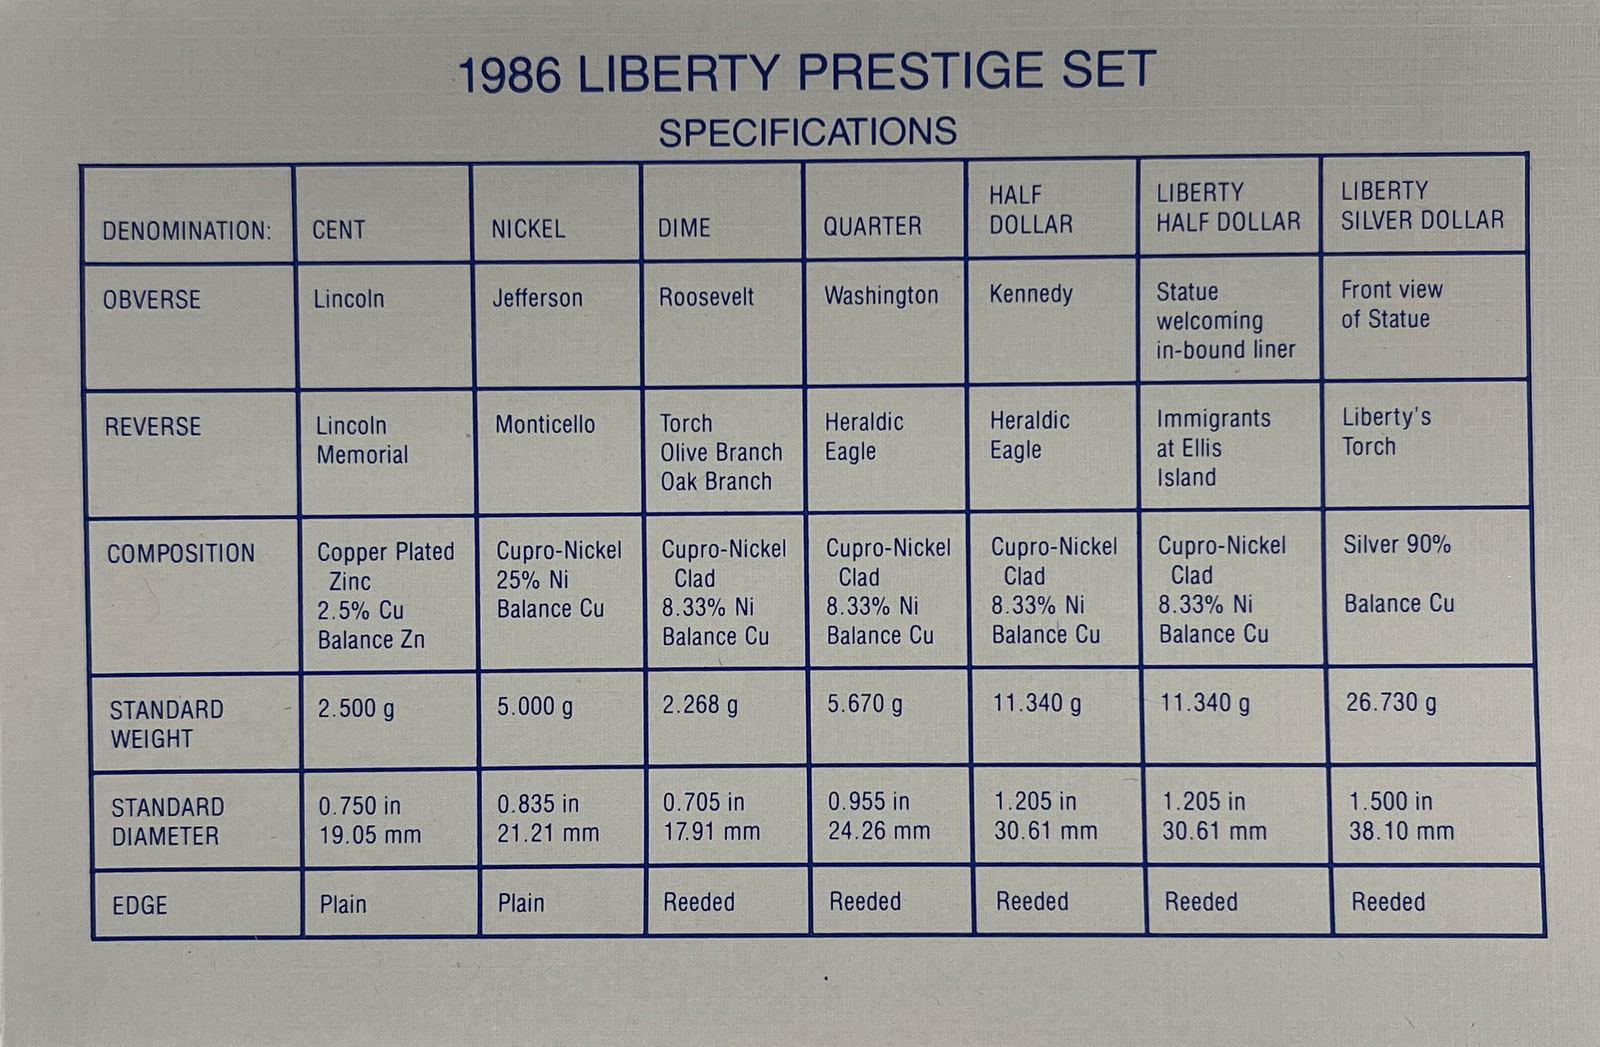 1986 LIBERTY PRESTIGE SET
SPECIFICATIONS
DENOMINATION:
CENT
NICKEL
DIME
QUARTER
HALF
DOLLAR
LIBERTY
HALF DOLLAR
LIBERTY
SILVER DOLLAR
OBVERSE
Lincoln
Jefferson
Roosevelt
Washington
Kennedy
Statue
welcoming
in-bound liner
Front view
of Statue
REVERSE
Lincoln
Memorial
Monticello
Torch
Olive Branch
Oak Branch
Heraldic
Eagle
Heraldic
Eagle
Immigrants
at Ellis
Island
Liberty's
Torch
COMPOSITION
Copper Plated
Zinc
2.5% Cu
Balance Zn
Cupro-Nickel
25% Ni
Balance Cu
Cupro-Nickel
Clad
8.33% Ni
Balance Cu
Cupro-Nickel
Clad
8.33% Ni
Balance Cu
Cupro-Nickel
Clad
8.33% Ni
Balance Cu
Cupro-Nickel
Clad
8.33% Ni
Balance Cu
Silver 90%
Balance Cu
STANDARD
WEIGHT
2.500 g
5.000 g
2.268 g
5.670 g
11.340 g
11.340 g
26.730 g
STANDARD
DIAMETER
0.750 in
19.05 mm
0.835 in
21.21 mm
0.705 in
17.91 mm
0.955 in
24.26 mm
1.205 in
30.61 mm
1.205 in
30.61 mm
1.500 in
38.10 mm
EDGE
Plain
Plain
Reeded
Reeded
Reeded
Reeded
Reeded